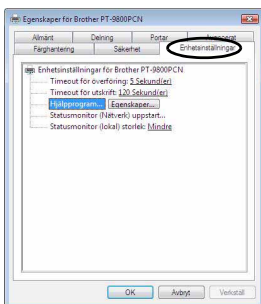 Egenskaper för Brother PT-9800PCN
Allmänt Delning Portar Avancerat
Färghantering Säkerhet Enhetsinställningar
Enhetsinställningar för Brother PT-9800PCN
Timeout för överföring: 5 Sekund(er)
Timeout för utskrift: 120 Sekund(er)
Hjälpprogram... Egenskaper...
Statusmonitor (Nätverk) uppstart...
Statusmonitor (lokal) storlek: Mindre
OK Avbryt Verkställ